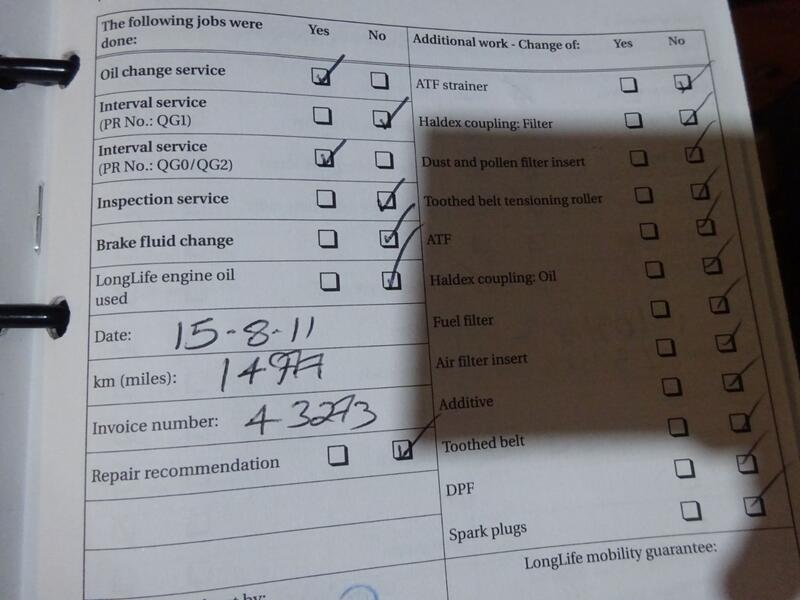 The following jobs were done: Yes No
Oil change service
Interval service
(PR No.: QG1)
Interval service
(PR No.: QG0/QG2)
Inspection service
Brake fluid change
LongLife engine oil
used
Date: 15-8-11
km (miles):
Invoice number: 43273
Repair recommendation
Additional work - Change of: Yes No
ATF strainer
Haldex coupling: Filter
Dust and pollen filter insert
Toothed belt tensioning roller
ATF
Haldex coupling: Oil
Fuel filter
Air filter insert
Additive
Toothed belt
DPF
Spark plugs
LongLife mobility guarantee:
by: